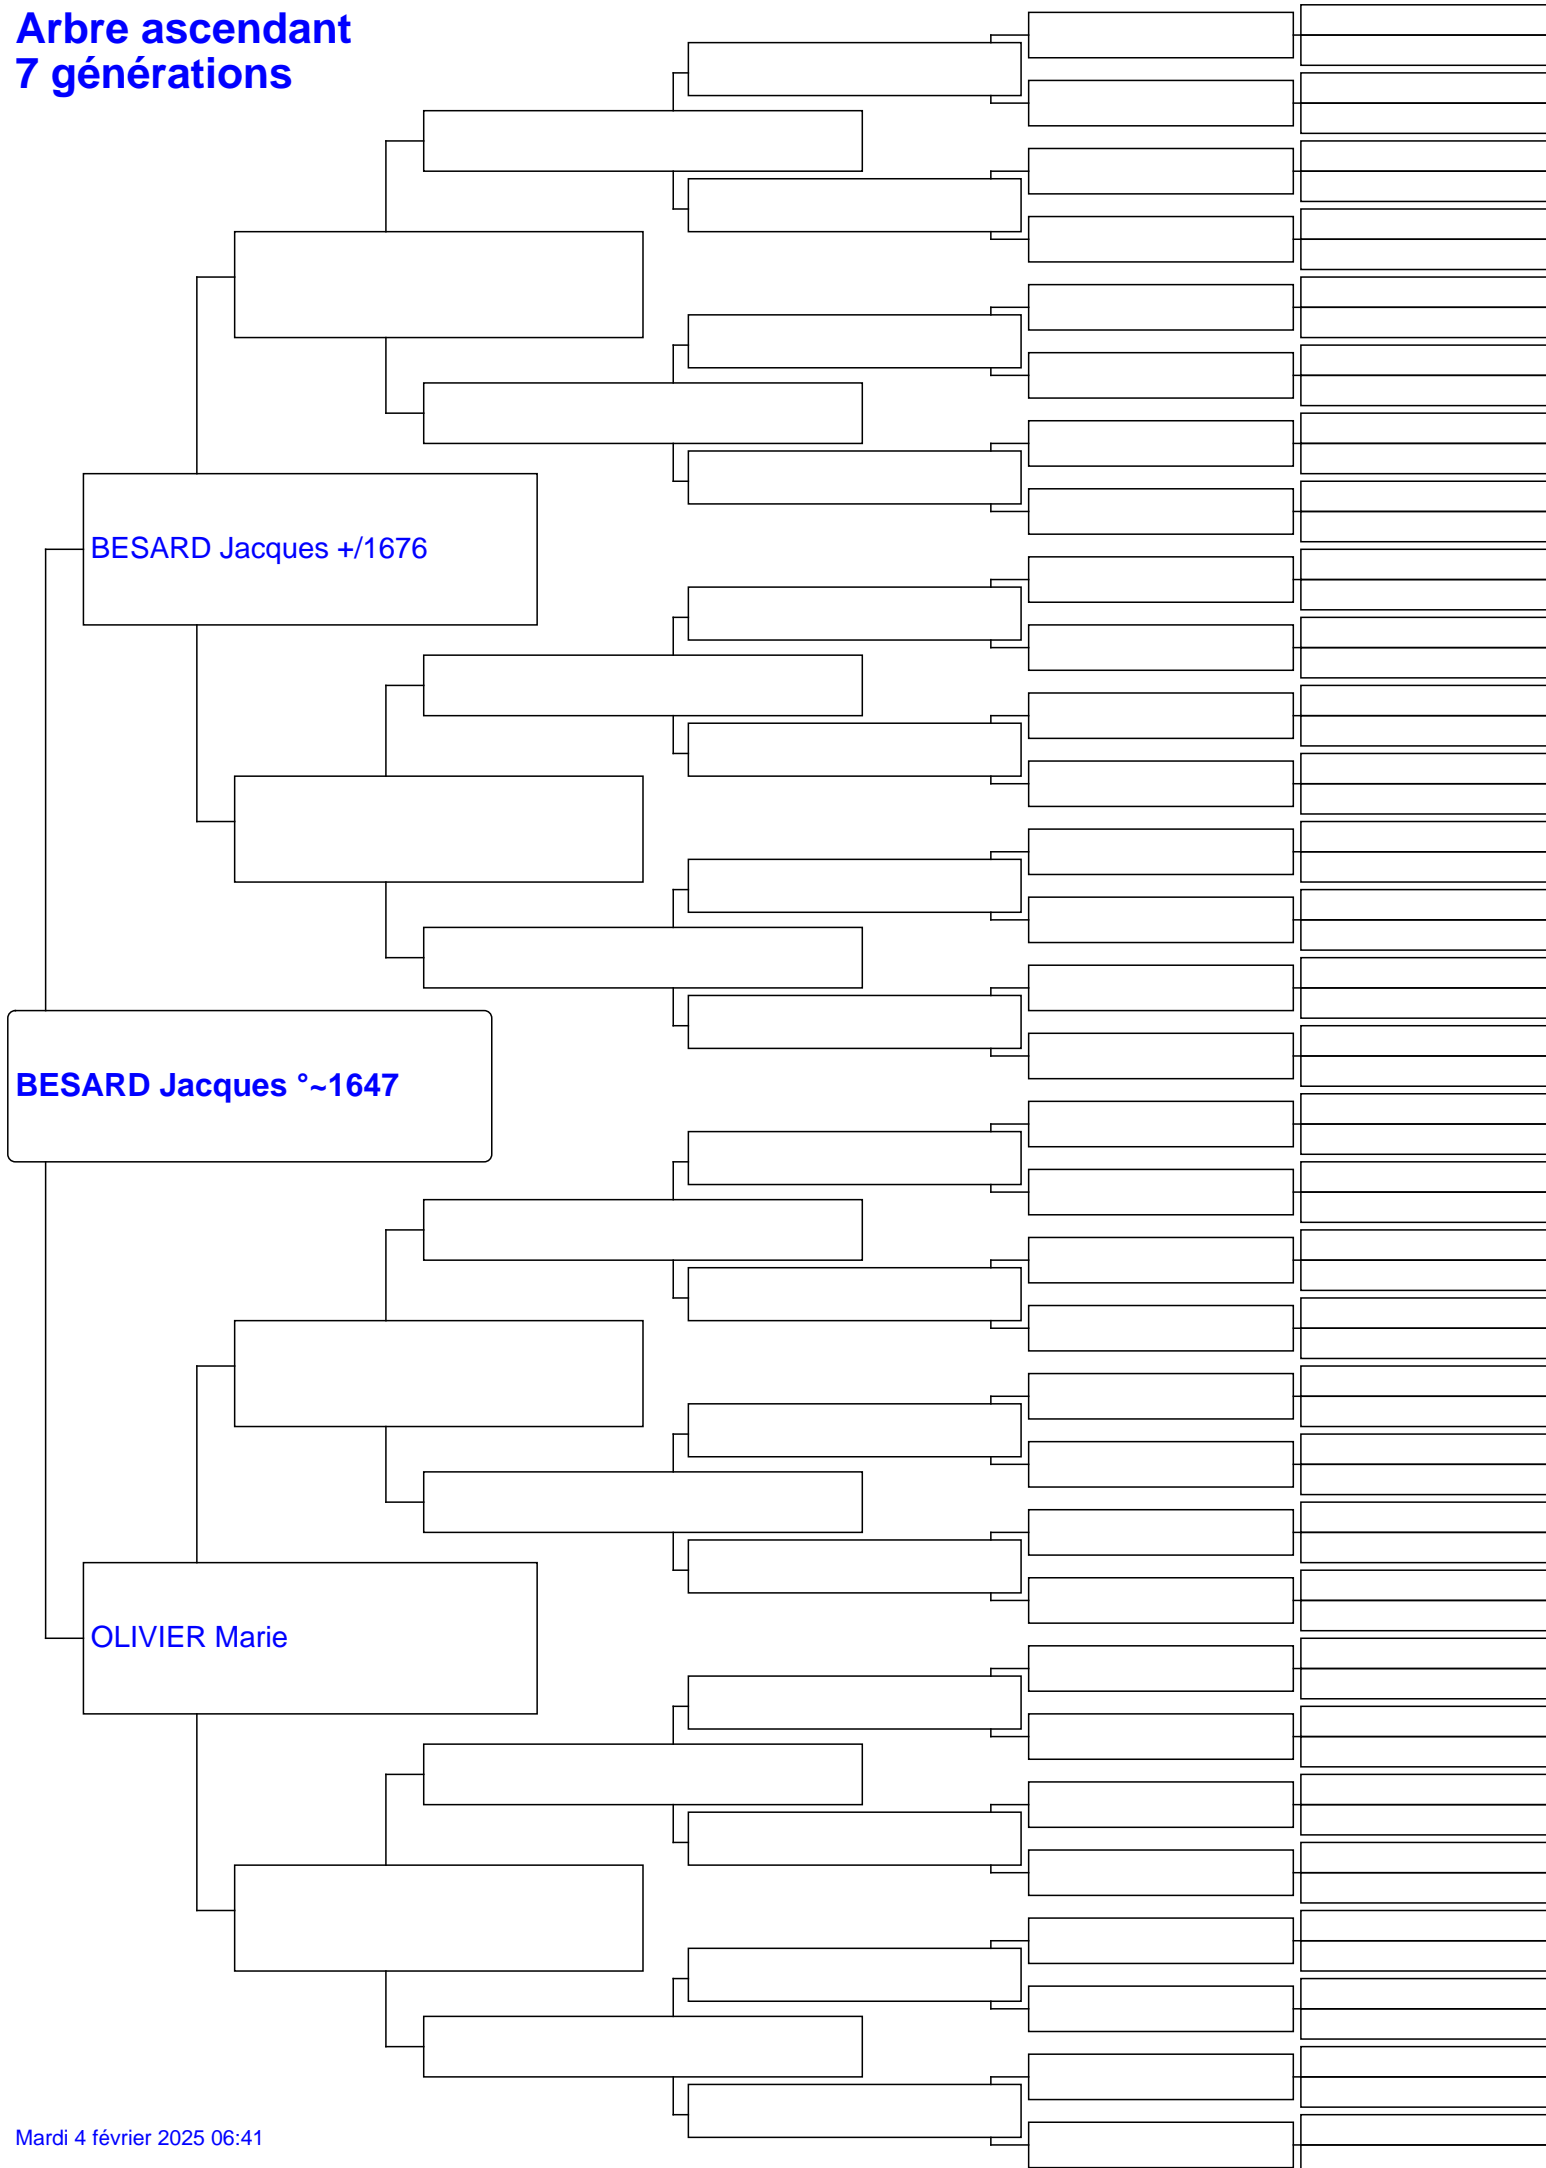 Arbre ascendant
7 générations
BESARD Jacques +/1676
BESARD Jacques °~1647
OLIVIER Marie
Mardi 4 février 2025 06:41